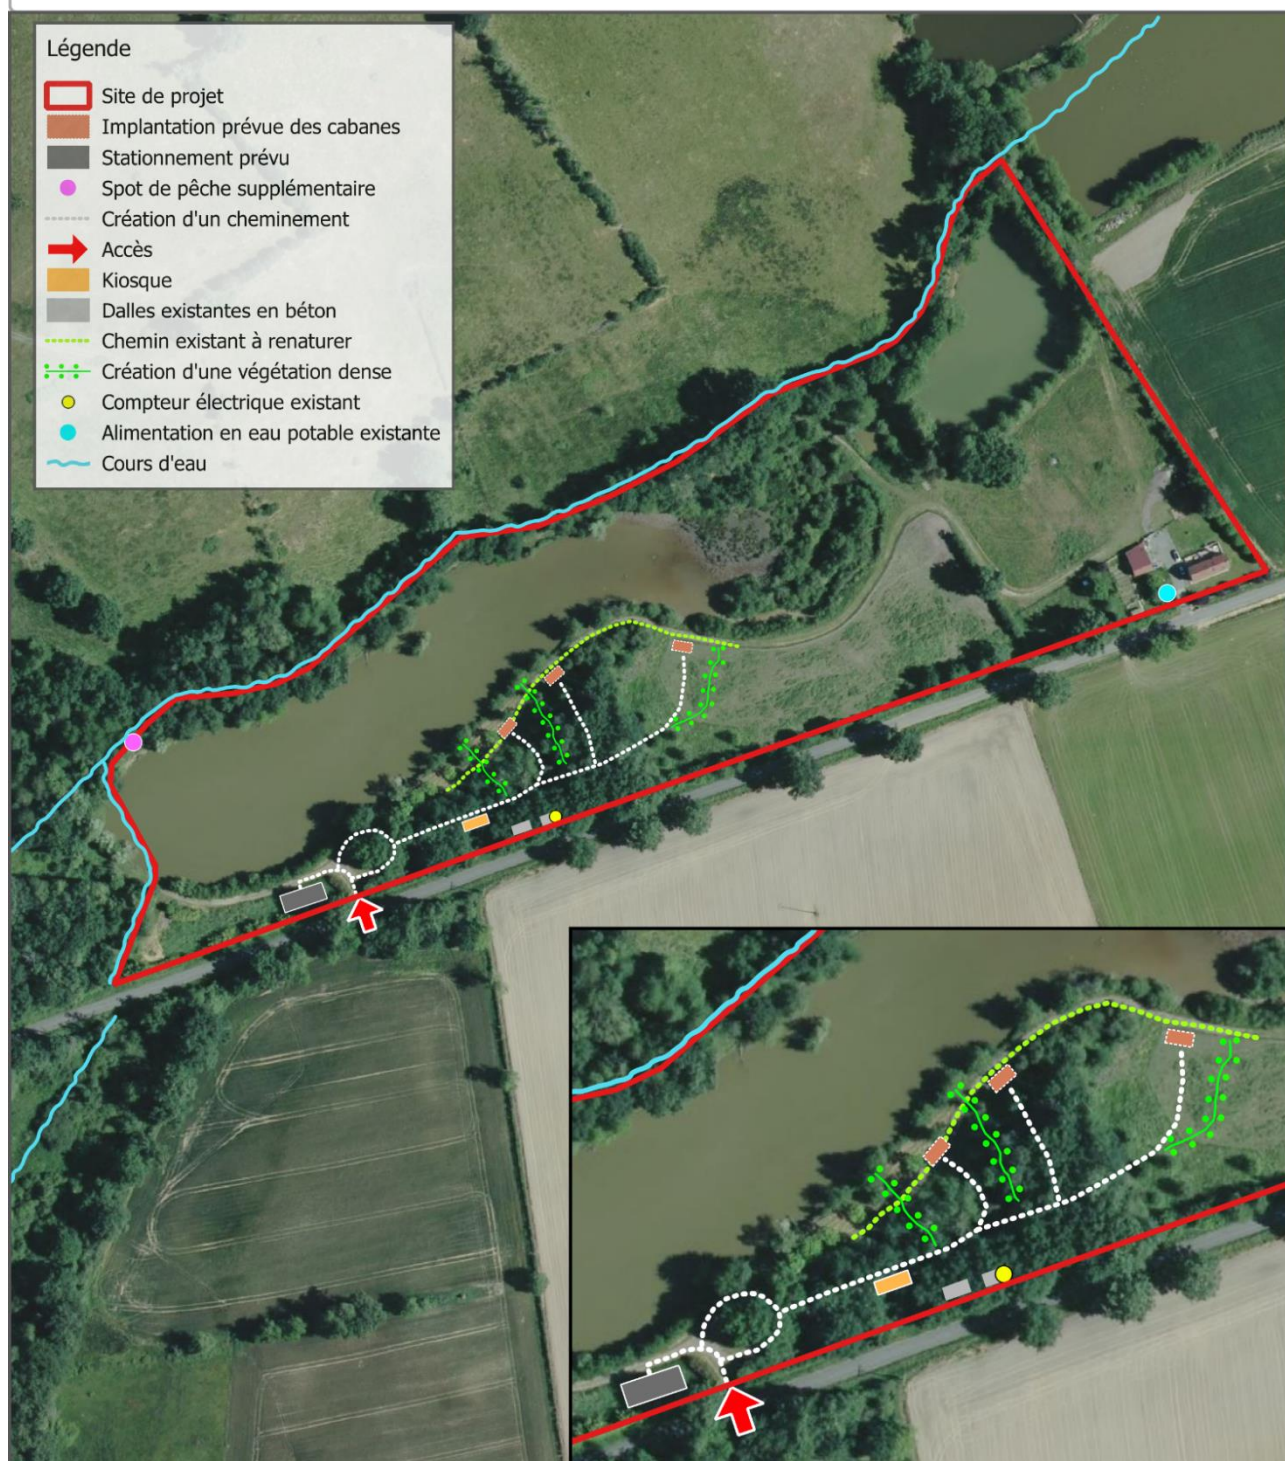 Légende
Site de projet
Implantation prévue des cabanes
Stationnement prévu
Spot de pêche supplémentaire
Création d'un cheminement
Accès
Kiosque
Dalles existantes en béton
Chemin existant à renaturer
Création d'une végétation dense
Compteur électrique existant
Alimentation en eau potable existante
Cours d'eau